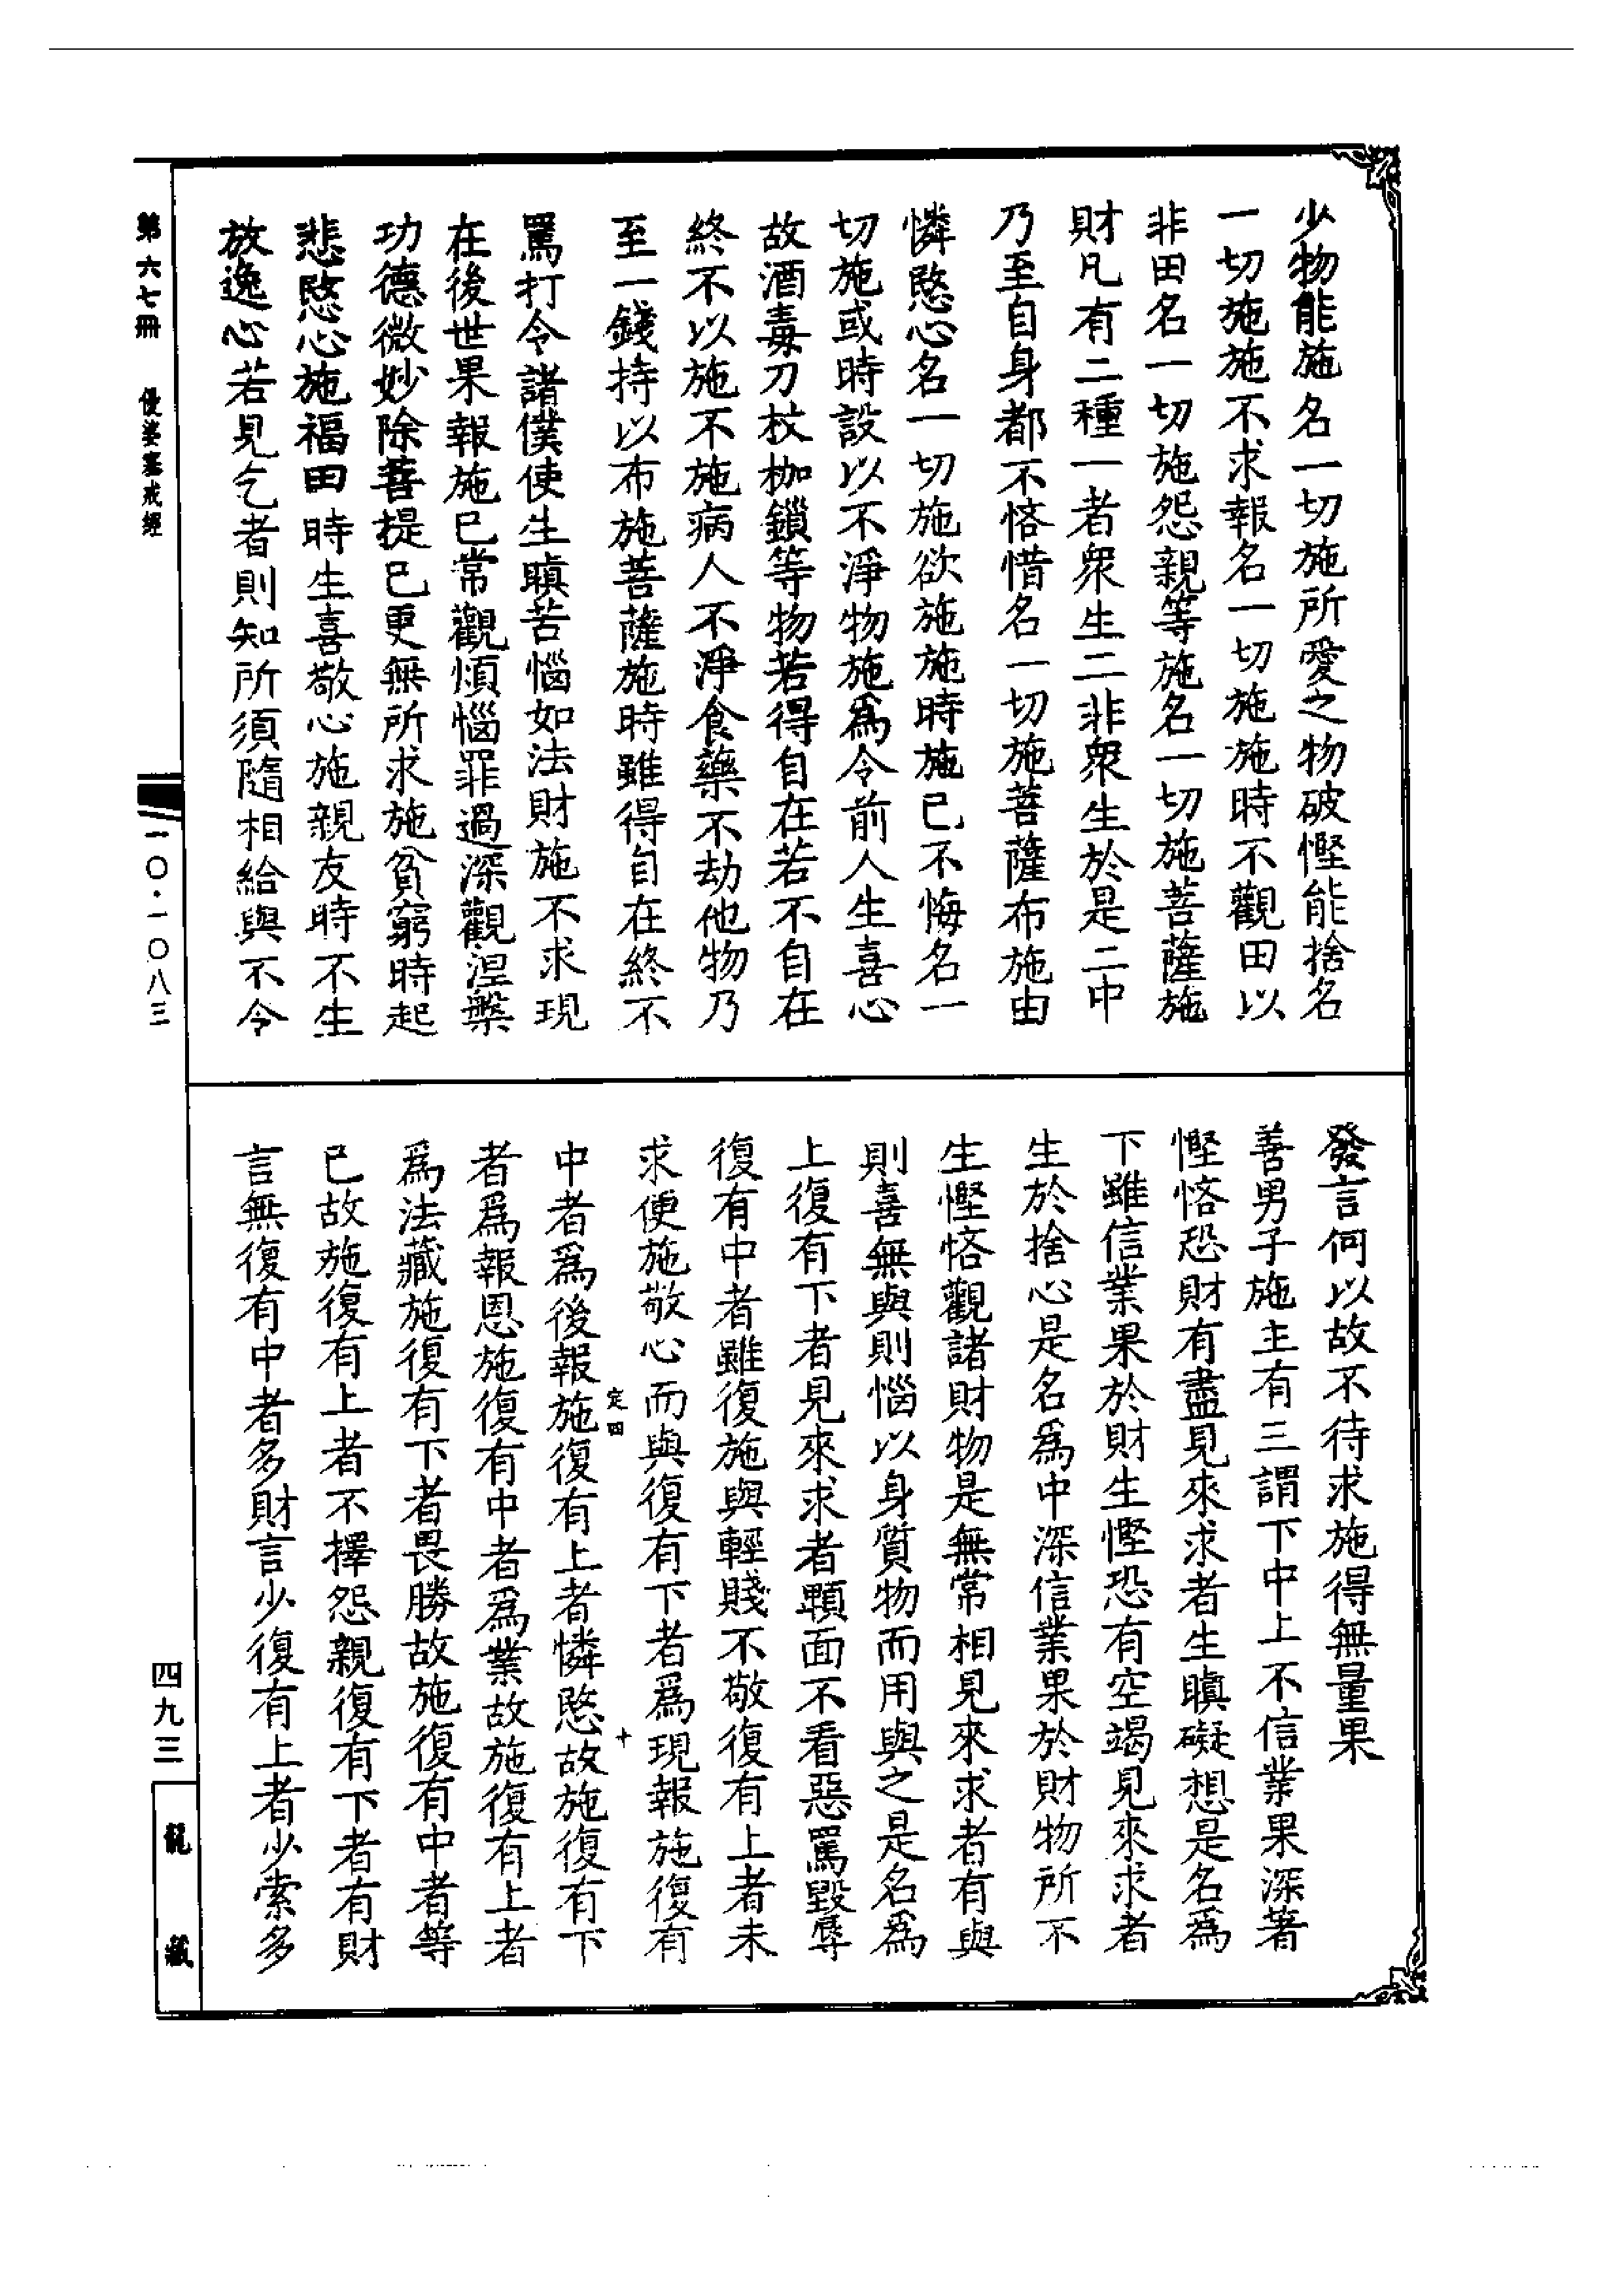 少物能施名一切施所愛之物破慳能捨名
一切施施不求報名一切施施時不觀田以
非田名一切施怨親等施名一切施菩薩施
財凡有二種一者衆生二非衆生於是二中
乃至自身都不悋惜名一切施菩薩布施由
憐愍心名一切施欲施施時施已不悔名一
切施或時設以不淨物施爲令前人生喜心
故酒毒刀杖枷鎖等物若得自在若不自在
終不以施不施病人不淨食藥不劫他物乃
至一錢持以布施菩薩施時雖得自在終不
罵打令諸僕使生瞋苦惱如法財施不求現
在後世果報施已常觀煩惱罪過深觀涅槃
功德微妙除菩提已更無所求施貧窮時起
悲愍心施福田時生喜敬心施親友時不生
放逸心若見乞者則知所須隨相給與不令
發言何以故不待求施得無量果
善男子施主有三謂下中上不信業果深著
慳悋恐財有盡見來求者生瞋礙想是名爲
下雖信業果於財生慳恐有空竭見來求者
生於捨心是名爲中深信業果於財物所不
生慳悋觀諸財物是無常相見來求者有與
則喜無與則惱以身質物而用與之是名爲
上復有下者見來求者顰面不看惡罵毀辱
復有中者雖復施與輕賤不敬復有上者未
求便施敬心而與復有下者爲現報施復有
定四 十
中者爲後報施復有上者憐愍故施復有下
者爲報恩施復有中者爲業故施復有上者
爲法藏施復有下者畏勝故施復有中者等
已故施復有上者不擇怨親復有下者有財
言無復有中者多財言少復有上者少索多
第六七冊 優婆塞戒經
一〇·一〇八三
四九三
龍藏